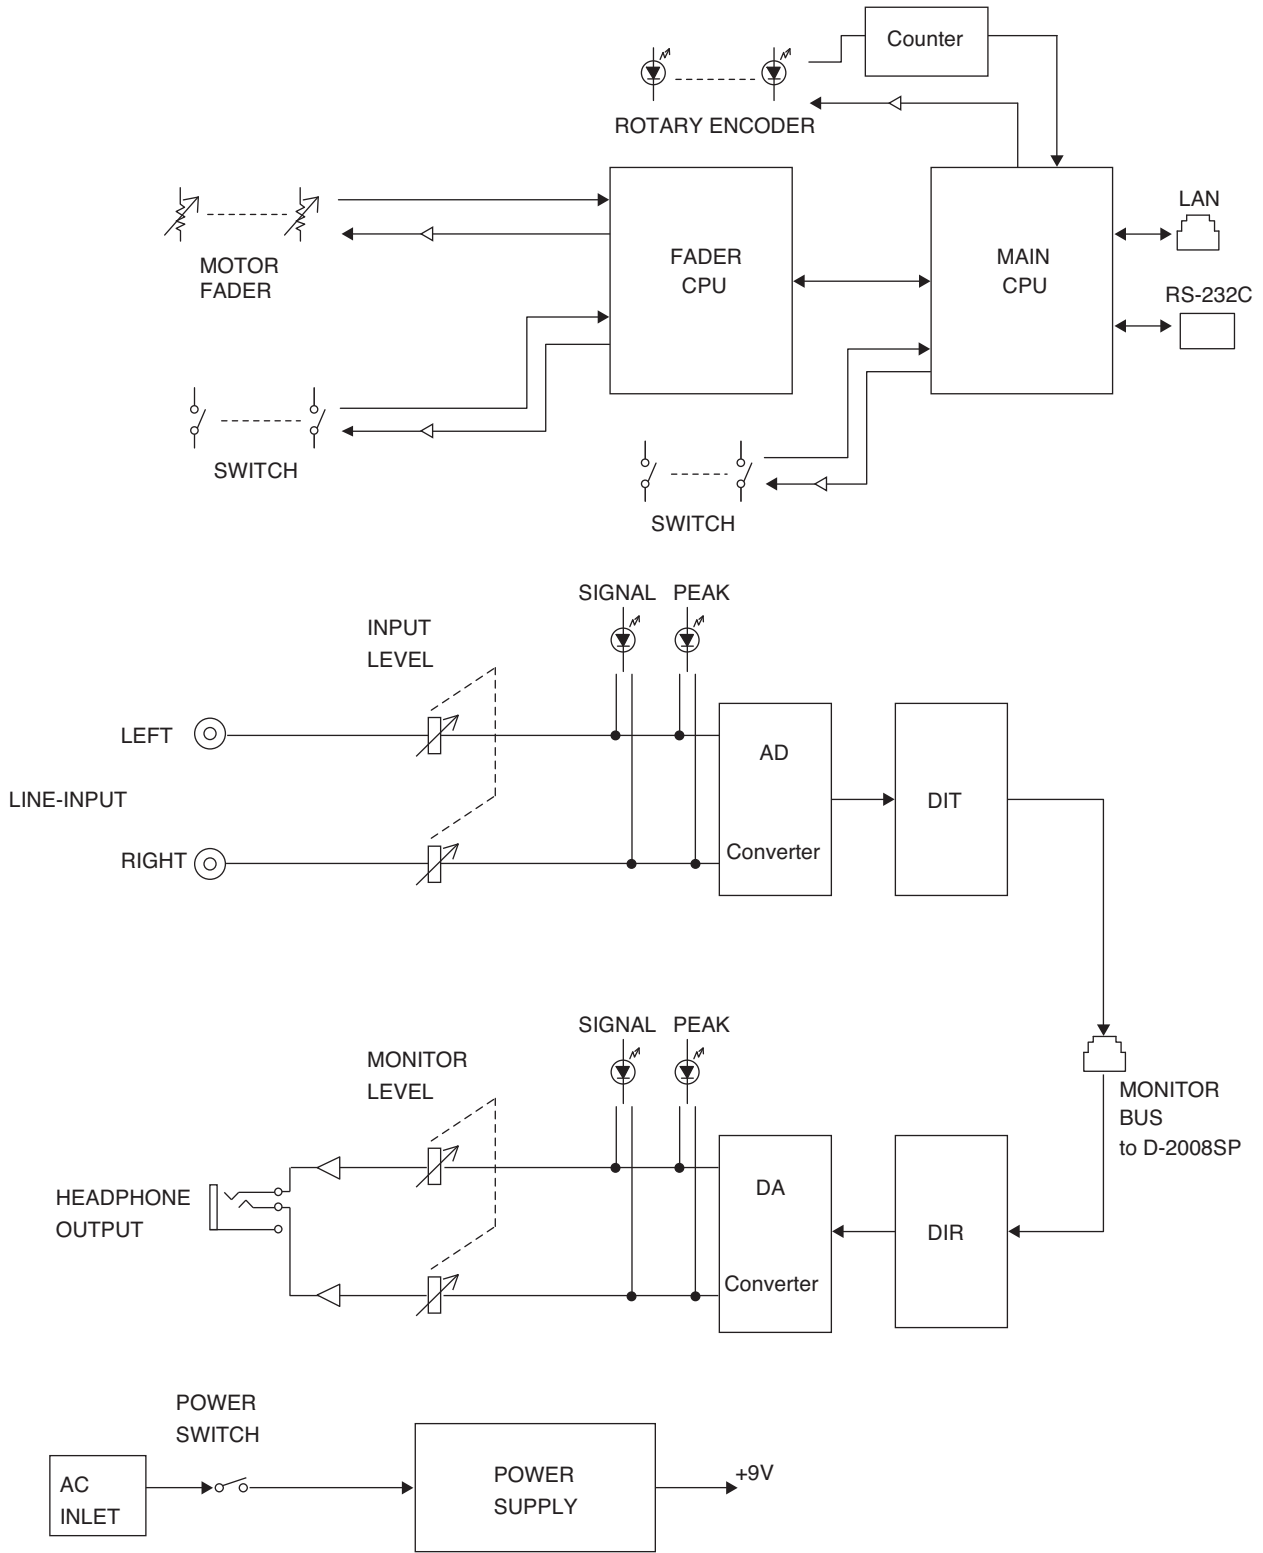 Counter
ROTARY ENCODER
LAN
MOTOR
FADER
FADER
CPU
MAIN
CPU
RS-232C
SWITCH
SWITCH
SIGNAL PEAK
INPUT
LEVEL
LEFT
AD
LINE-INPUT
DIT
RIGHT
Converter
SIGNAL PEAK
MONITOR
LEVEL
MONITOR
BUS
to D-2008SP
HEADPHONE
OUTPUT
DA
DIR
Converter
POWER
SWITCH
AC
INLET
POWER
SUPPLY
+9V